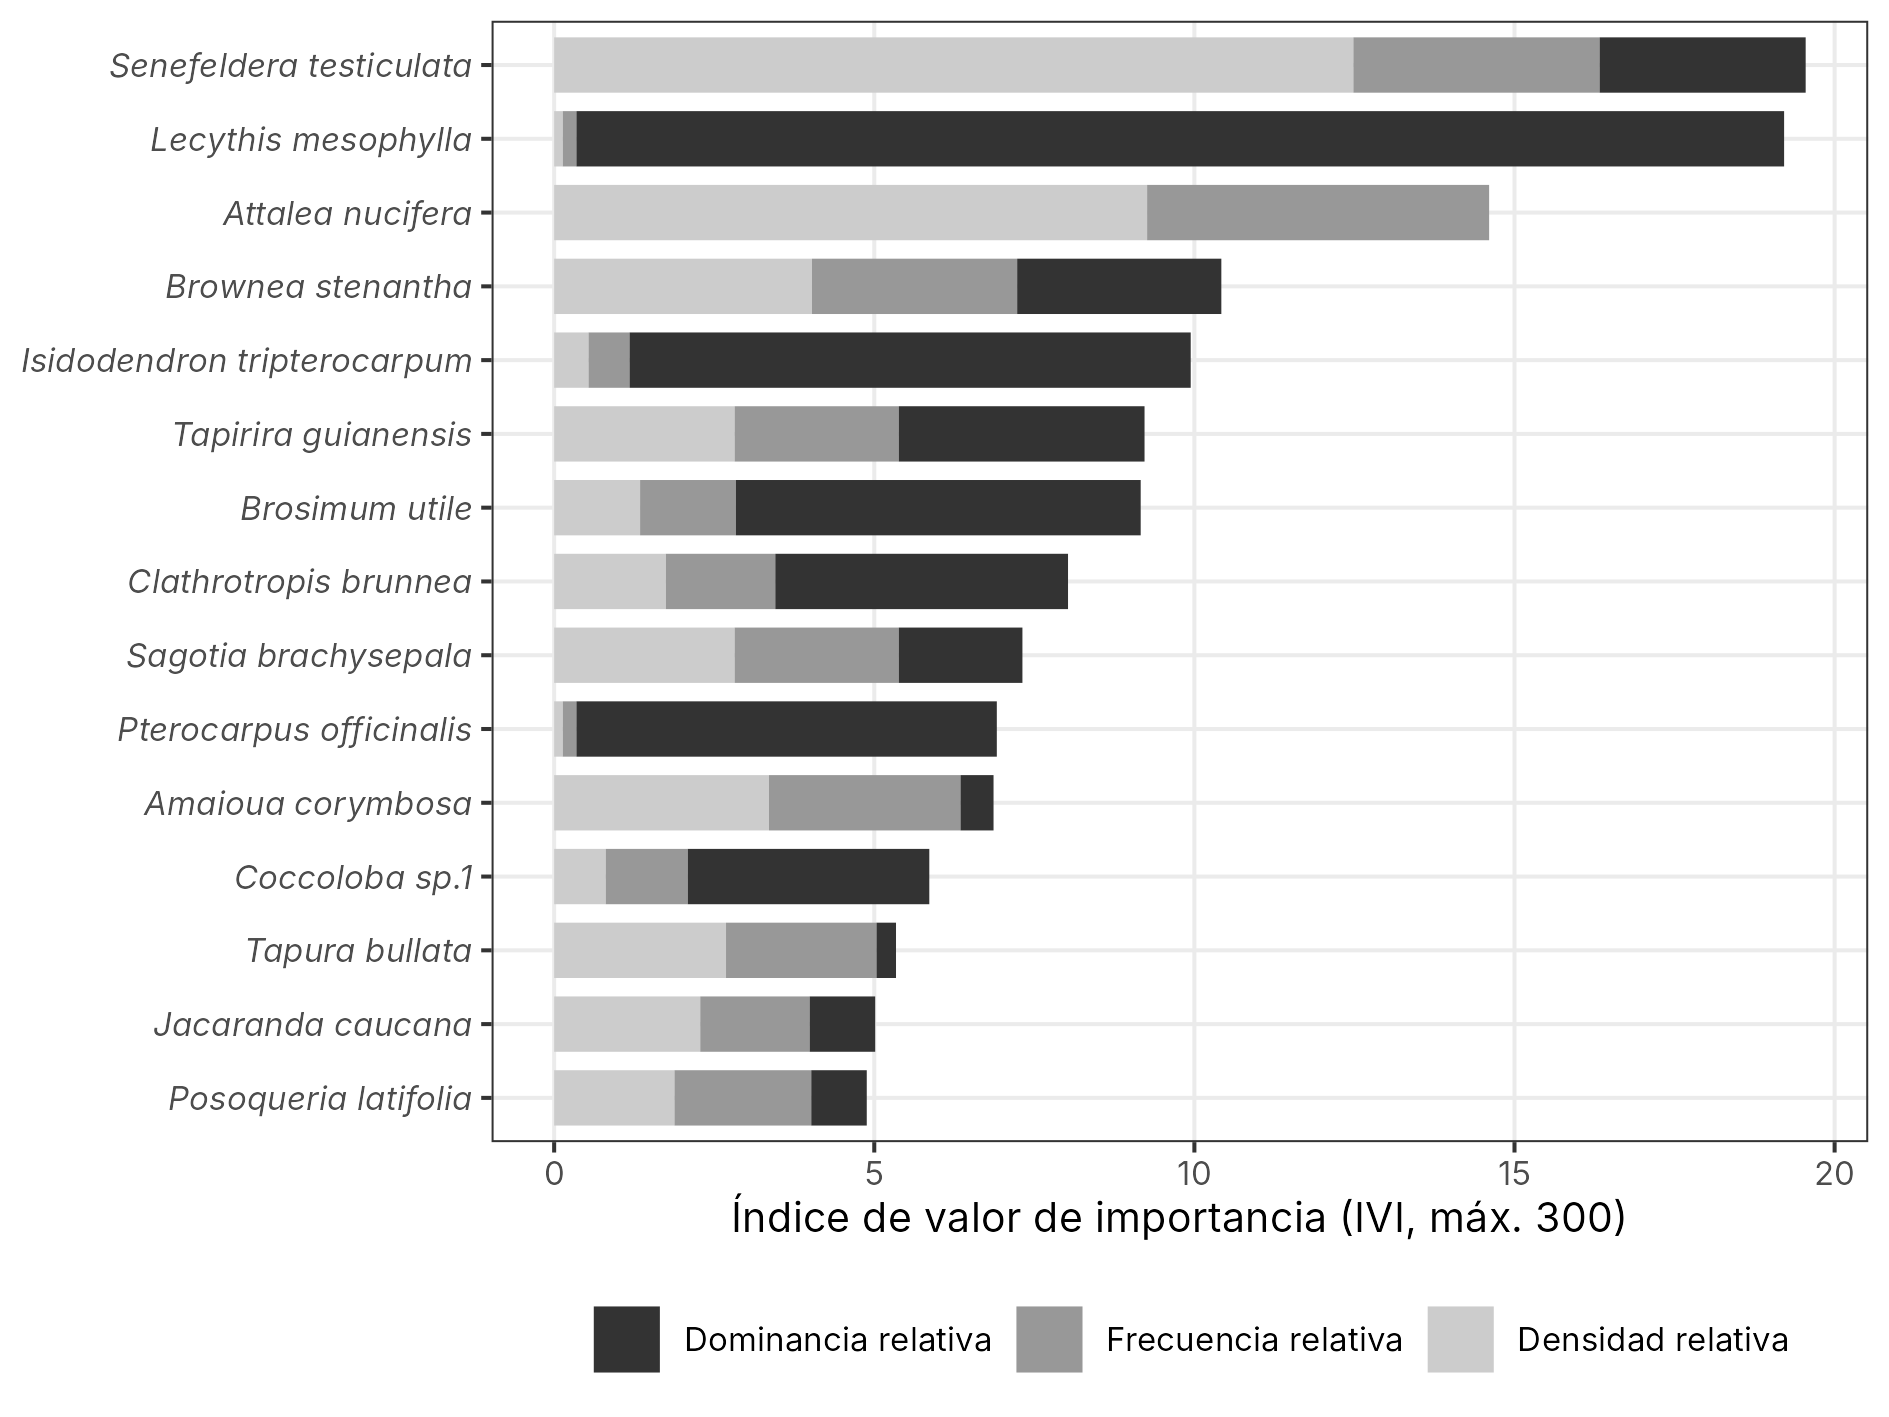 Senefeldera testiculata
Lecythis mesophylla
Attalea nucifera
Brownea stenantha
Isidodendron tripterocarpum
Tapirira guianensis
Brosimum utile
Clathrotropis brunnea
Sagotia brachysepala
Pterocarpus officinalis
Amaioua corymbosa
Coccoloba sp.1
Tapura bullata
Jacaranda caucana
Posoqueria latifolia
0 5 10 15 20
Índice de valor de importancia (IVI, máx. 300)
Dominancia relativa Frecuencia relativa Densidad relativa